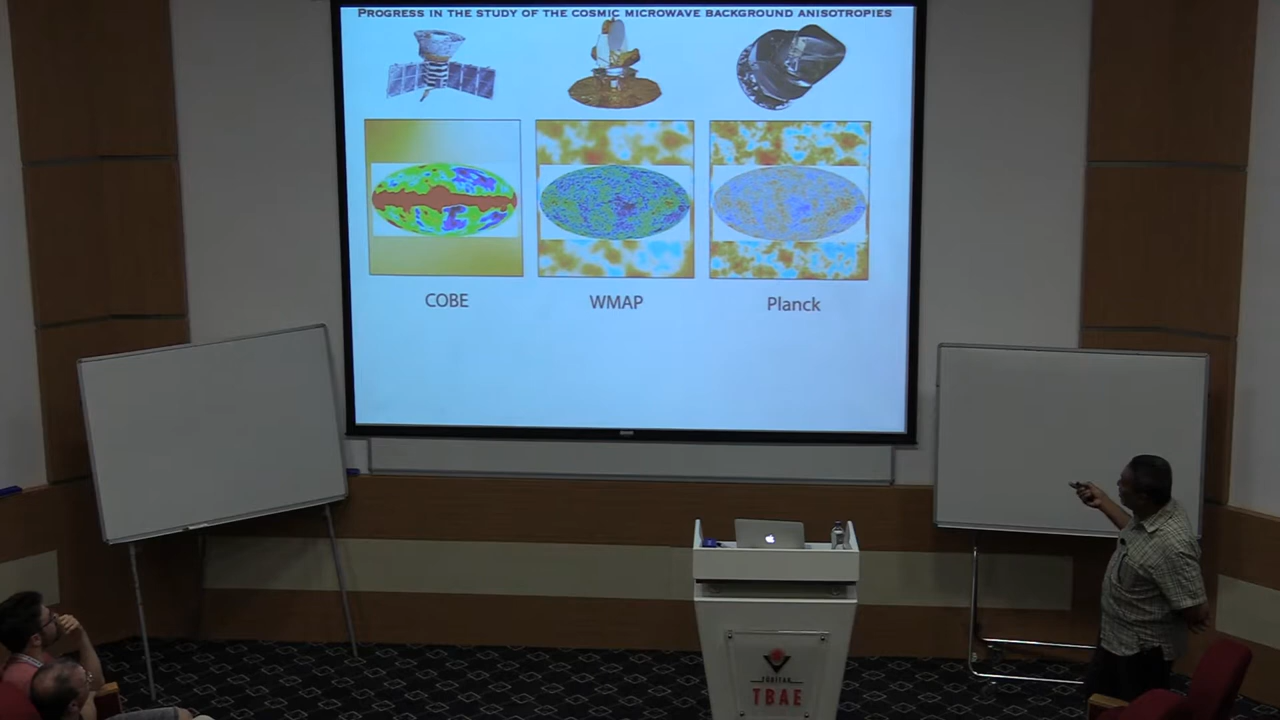 PROGRESS IN THE STUDY OF THE COSMIC MICROWAVE BACKGROUND ANISOTROPIES
COBE
WMAP
Planck
TBAE